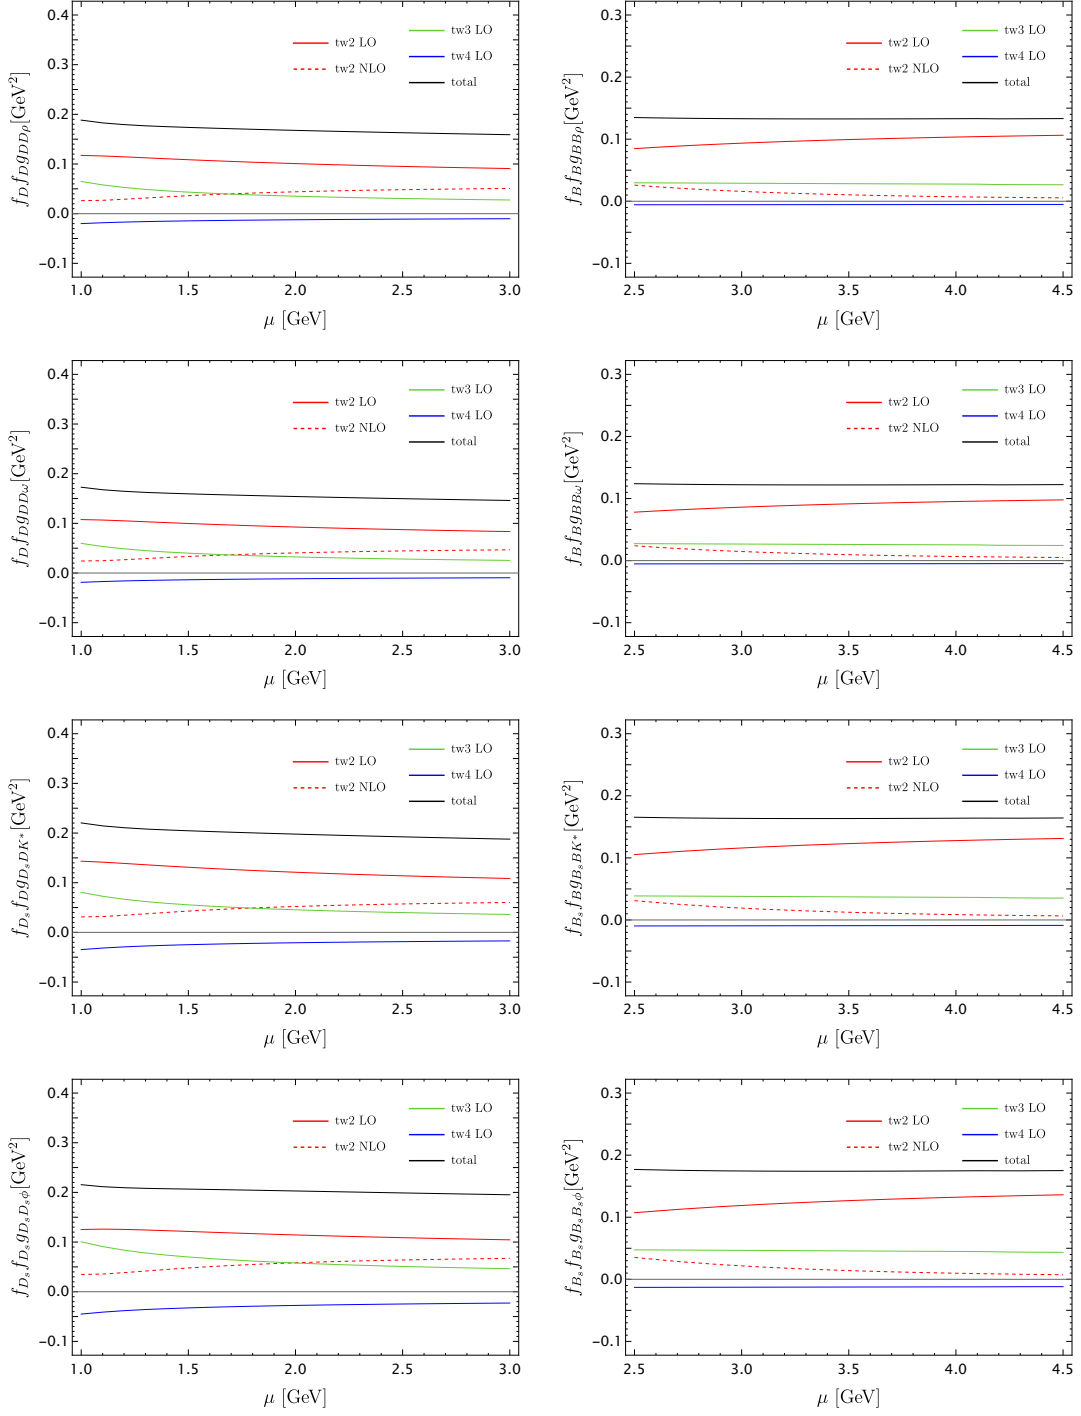 0.4
0.3
0.2
0.1
0.0
−0.1
1.0 1.5 2.0 2.5 3.0
f_D f_D g_{DDρ}[GeV²]
μ [GeV]
tw2 LO
tw2 NLO
tw3 LO
tw4 LO
total
0.3
0.2
0.1
0.0
−0.1
2.5 3.0 3.5 4.0 4.5
f_B f_B g_{BBρ}[GeV²]
μ [GeV]
tw2 LO
tw2 NLO
tw3 LO
tw4 LO
total
0.4
0.3
0.2
0.1
0.0
−0.1
1.0 1.5 2.0 2.5 3.0
f_D f_D g_{DDω}[GeV²]
μ [GeV]
tw2 LO
tw2 NLO
tw3 LO
tw4 LO
total
0.3
0.2
0.1
0.0
−0.1
2.5 3.0 3.5 4.0 4.5
f_B f_B g_{BBω}[GeV²]
μ [GeV]
tw2 LO
tw2 NLO
tw3 LO
tw4 LO
total
0.4
0.3
0.2
0.1
0.0
−0.1
1.0 1.5 2.0 2.5 3.0
f_{D_s} f_D g_{D_s DK*}[GeV²]
μ [GeV]
tw2 LO
tw2 NLO
tw3 LO
tw4 LO
total
0.3
0.2
0.1
0.0
−0.1
2.5 3.0 3.5 4.0 4.5
f_{B_s} f_B g_{B_s BK*}[GeV²]
μ [GeV]
tw2 LO
tw2 NLO
tw3 LO
tw4 LO
total
0.4
0.3
0.2
0.1
0.0
−0.1
1.0 1.5 2.0 2.5 3.0
f_{D_s} f_{D_s} g_{D_s D_s ϕ}[GeV²]
μ [GeV]
tw2 LO
tw2 NLO
tw3 LO
tw4 LO
total
0.3
0.2
0.1
0.0
−0.1
2.5 3.0 3.5 4.0 4.5
f_{B_s} f_{B_s} g_{B_s B_s ϕ}[GeV²]
μ [GeV]
tw2 LO
tw2 NLO
tw3 LO
tw4 LO
total